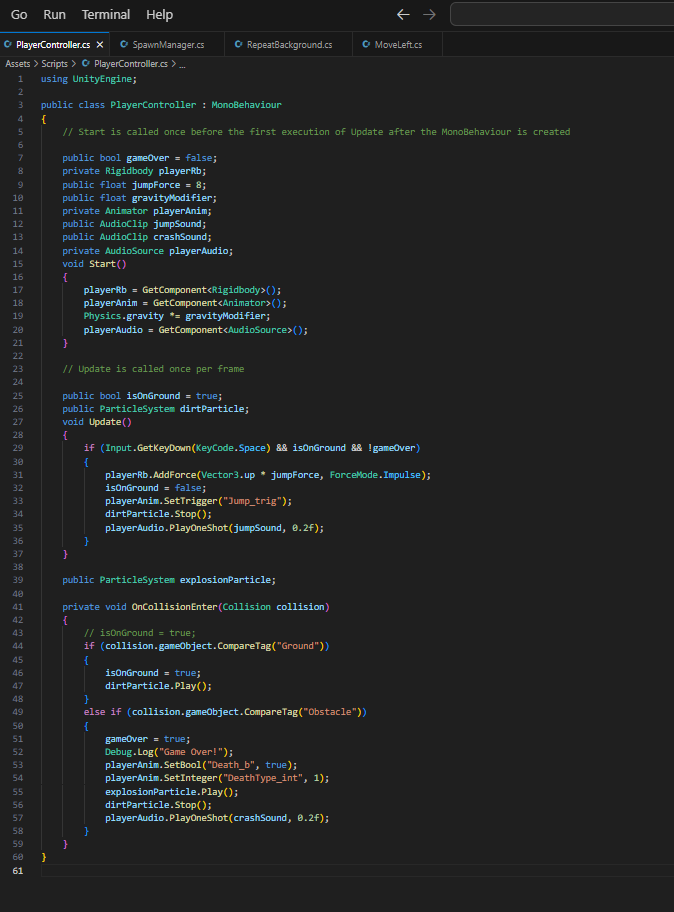 Go Run Terminal Help
PlayerController.cs SpawnManager.cs RepeatBackground.cs MoveLeft.cs
Assets > Scripts > PlayerController.cs > ...
1 using UnityEngine;
2
3 public class PlayerController : MonoBehaviour
4 {
5     // Start is called once before the first execution of Update after the MonoBehaviour is created
6
7     public bool gameOver = false;
8     private Rigidbody playerRb;
9     public float jumpForce = 8;
10     public float gravityModifier;
11     private Animator playerAnim;
12     public AudioClip jumpSound;
13     public AudioClip crashSound;
14     private AudioSource playerAudio;
15     void Start()
16     {
17         playerRb = GetComponent<Rigidbody>();
18         playerAnim = GetComponent<Animator>();
19         Physics.gravity *= gravityModifier;
20         playerAudio = GetComponent<AudioSource>();
21     }
22
23     // Update is called once per frame
24
25     public bool isOnGround = true;
26     public ParticleSystem dirtParticle;
27     void Update()
28     {
29         if (Input.GetKeyDown(KeyCode.Space) && isOnGround && !gameOver)
30         {
31             playerRb.AddForce(Vector3.up * jumpForce, ForceMode.Impulse);
32             isOnGround = false;
33             playerAnim.SetTrigger("Jump_trig");
34             dirtParticle.Stop();
35             playerAudio.PlayOneShot(jumpSound, 0.2f);
36         }
37     }
38
39     public ParticleSystem explosionParticle;
40
41     private void OnCollisionEnter(Collision collision)
42     {
43         // isOnGround = true;
44         if (collision.gameObject.CompareTag("Ground"))
45         {
46             isOnGround = true;
47             dirtParticle.Play();
48         }
49         else if (collision.gameObject.CompareTag("Obstacle"))
50         {
51             gameOver = true;
52             Debug.Log("Game Over!");
53             playerAnim.SetBool("Death_b", true);
54             playerAnim.SetInteger("DeathType_int", 1);
55             explosionParticle.Play();
56             dirtParticle.Stop();
57             playerAudio.PlayOneShot(crashSound, 0.2f);
58         }
59     }
60 }
61